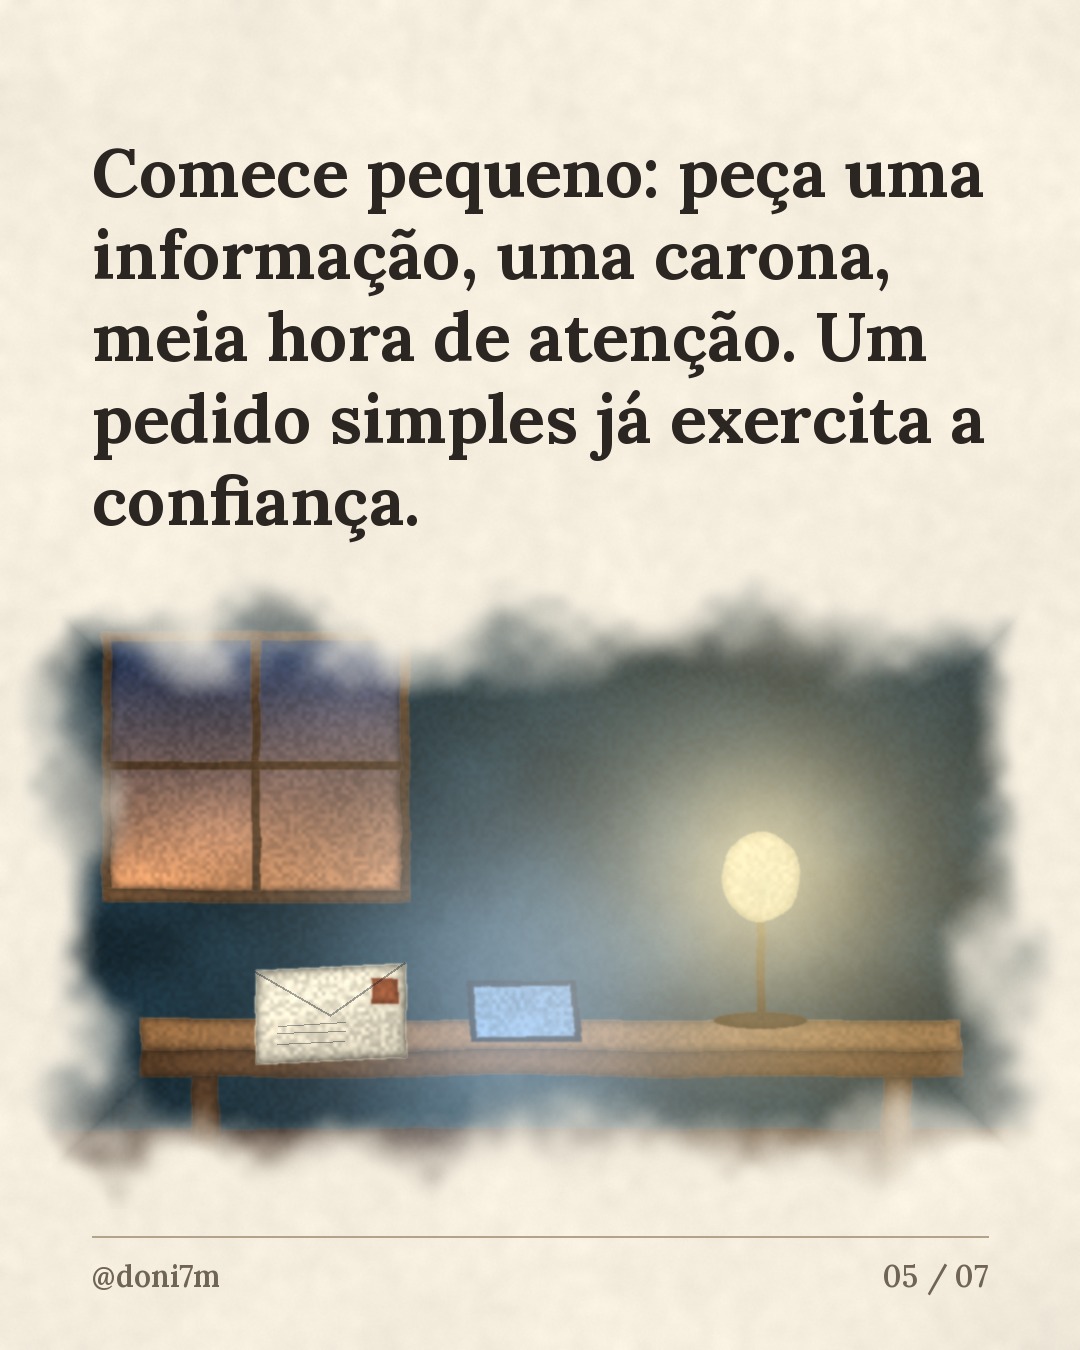 Comece pequeno: peça uma
informação, uma carona,
meia hora de atenção. Um
pedido simples já exercita a
confiança.
@doni7m
05 / 07